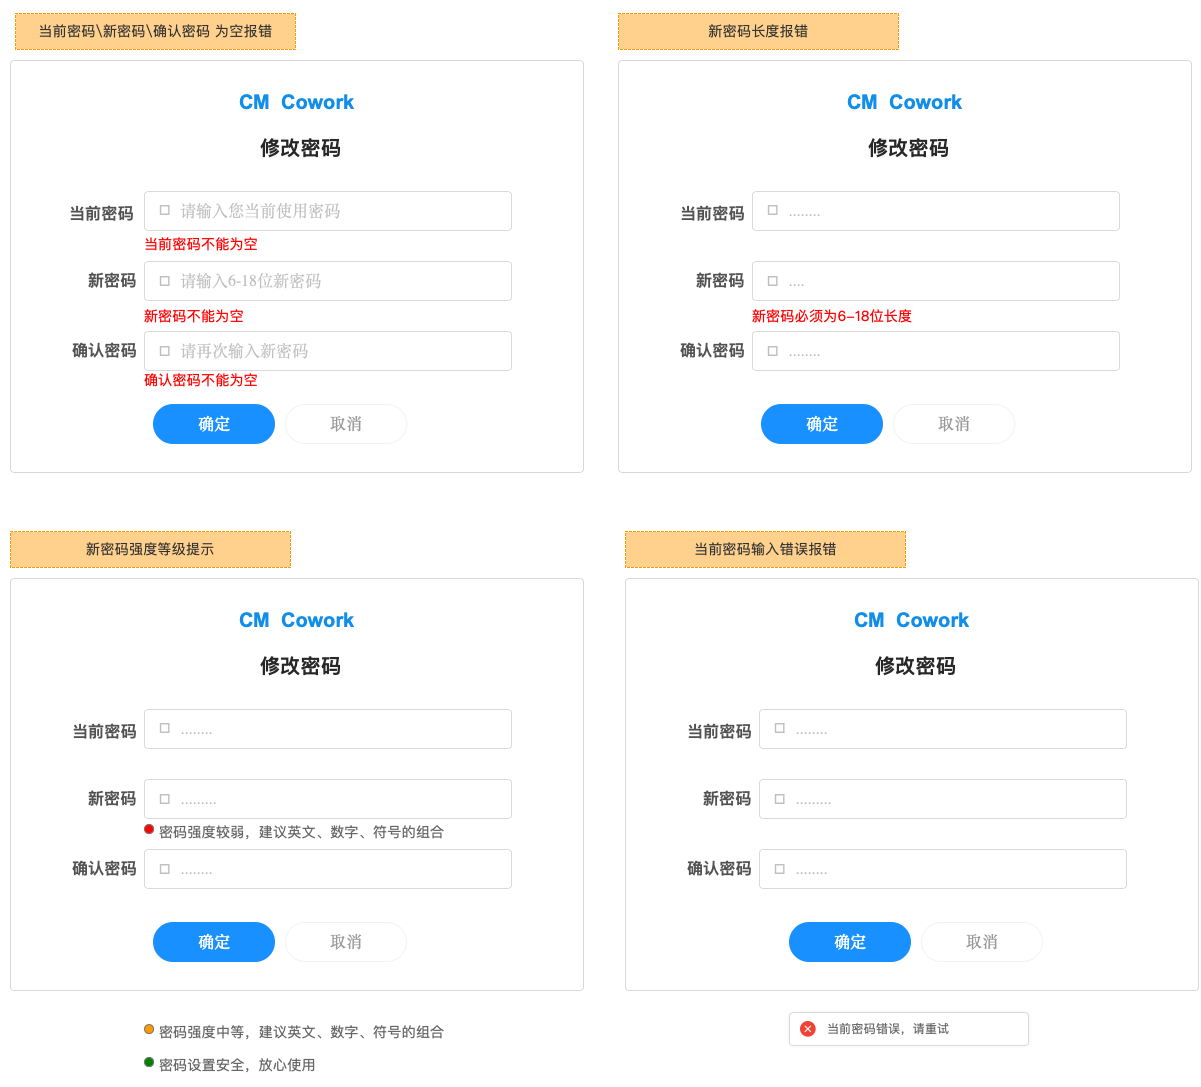 当前密码\新密码\确认密码 为空报错
CM Cowork
修改密码
当前密码
请输入您当前使用密码
当前密码不能为空
新密码
请输入6-18位新密码
新密码不能为空
确认密码
请再次输入新密码
确认密码不能为空
确定
取消
新密码长度报错
CM Cowork
修改密码
当前密码
........
新密码
....
新密码必须为6-18位长度
确认密码
........
确定
取消
新密码强度等级提示
CM Cowork
修改密码
当前密码
........
新密码
.........
密码强度较弱，建议英文、数字、符号的组合
确认密码
........
确定
取消
密码强度中等，建议英文、数字、符号的组合
密码设置安全，放心使用
当前密码输入错误报错
CM Cowork
修改密码
当前密码
........
新密码
.........
确认密码
........
确定
取消
当前密码错误，请重试